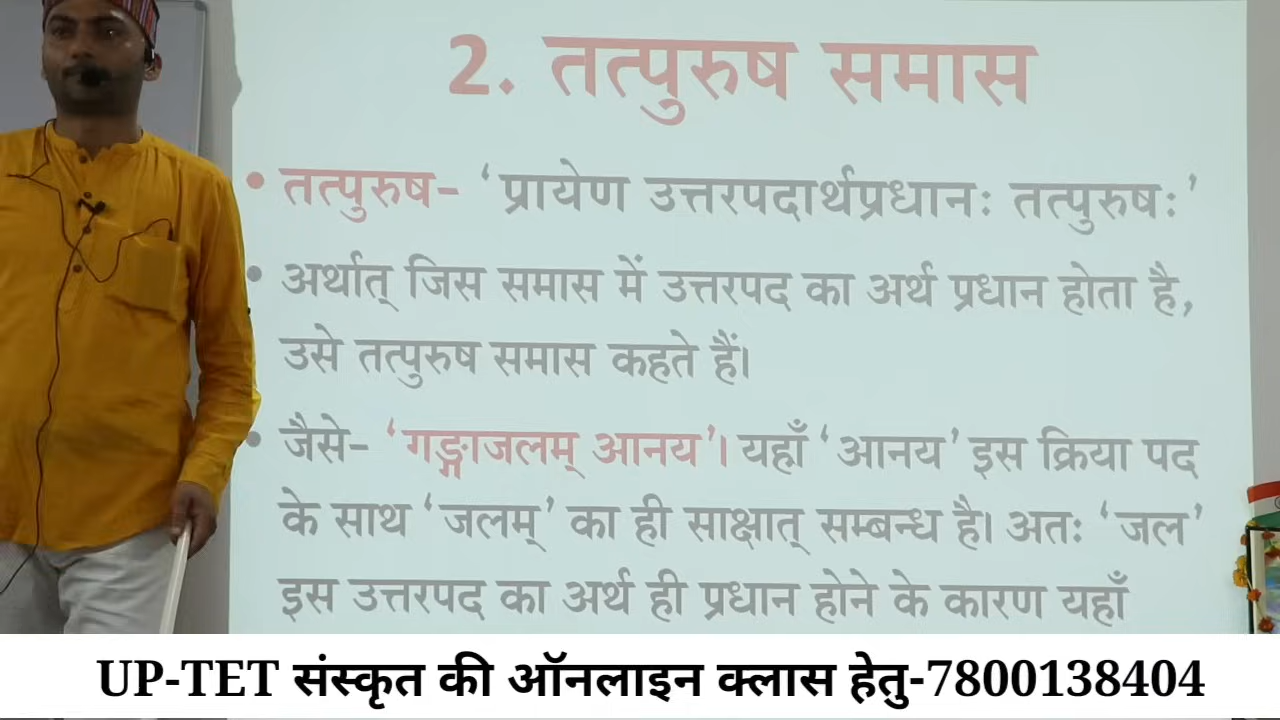 2. तत्पुरुष समास
• तत्पुरुष- ‘प्रायेण उत्तरपदार्थप्रधानः तत्पुरुषः’
• अर्थात् जिस समास में उत्तरपद का अर्थ प्रधान होता है,
उसे तत्पुरुष समास कहते हैं।
• जैसे- ‘गङ्गाजलम् आनय’। यहाँ ‘आनय’ इस क्रिया पद
के साथ ‘जलम्’ का ही साक्षात् सम्बन्ध है। अतः ‘जल’
इस उत्तरपद का अर्थ ही प्रधान होने के कारण यहाँ
UP-TET संस्कृत की ऑनलाइन क्लास हेतु-7800138404